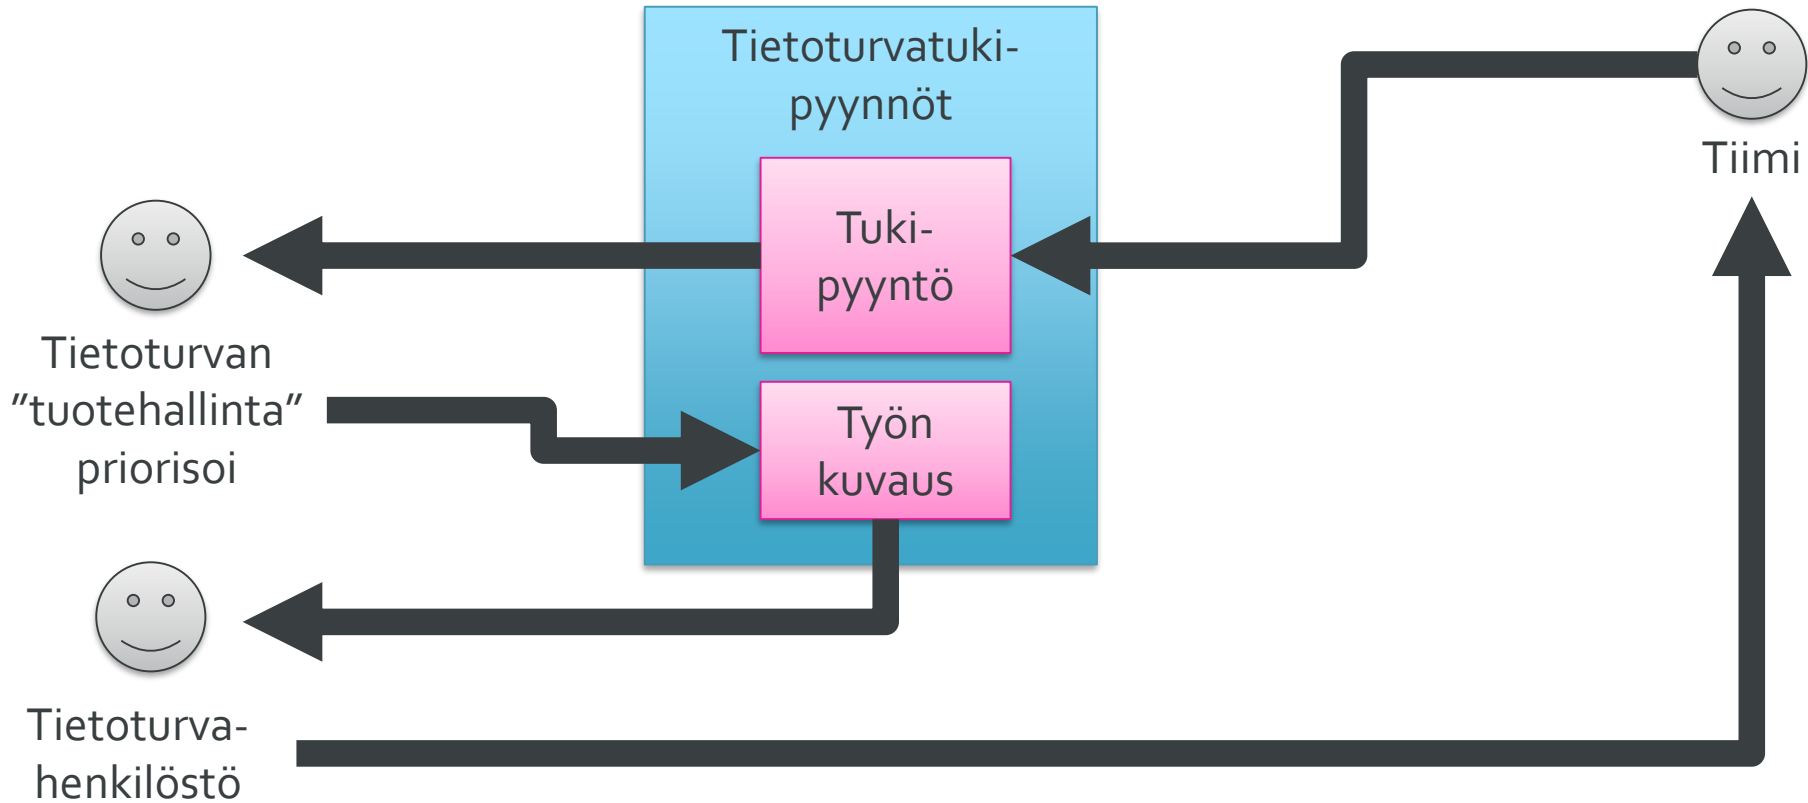 Tietoturvatuki-
pyynnöt
Tiimi
Tuki-
pyyntö
Tietoturvan
”tuotehallinta”
priorisoi
Työn
kuvaus
Tietoturva-
henkilöstö